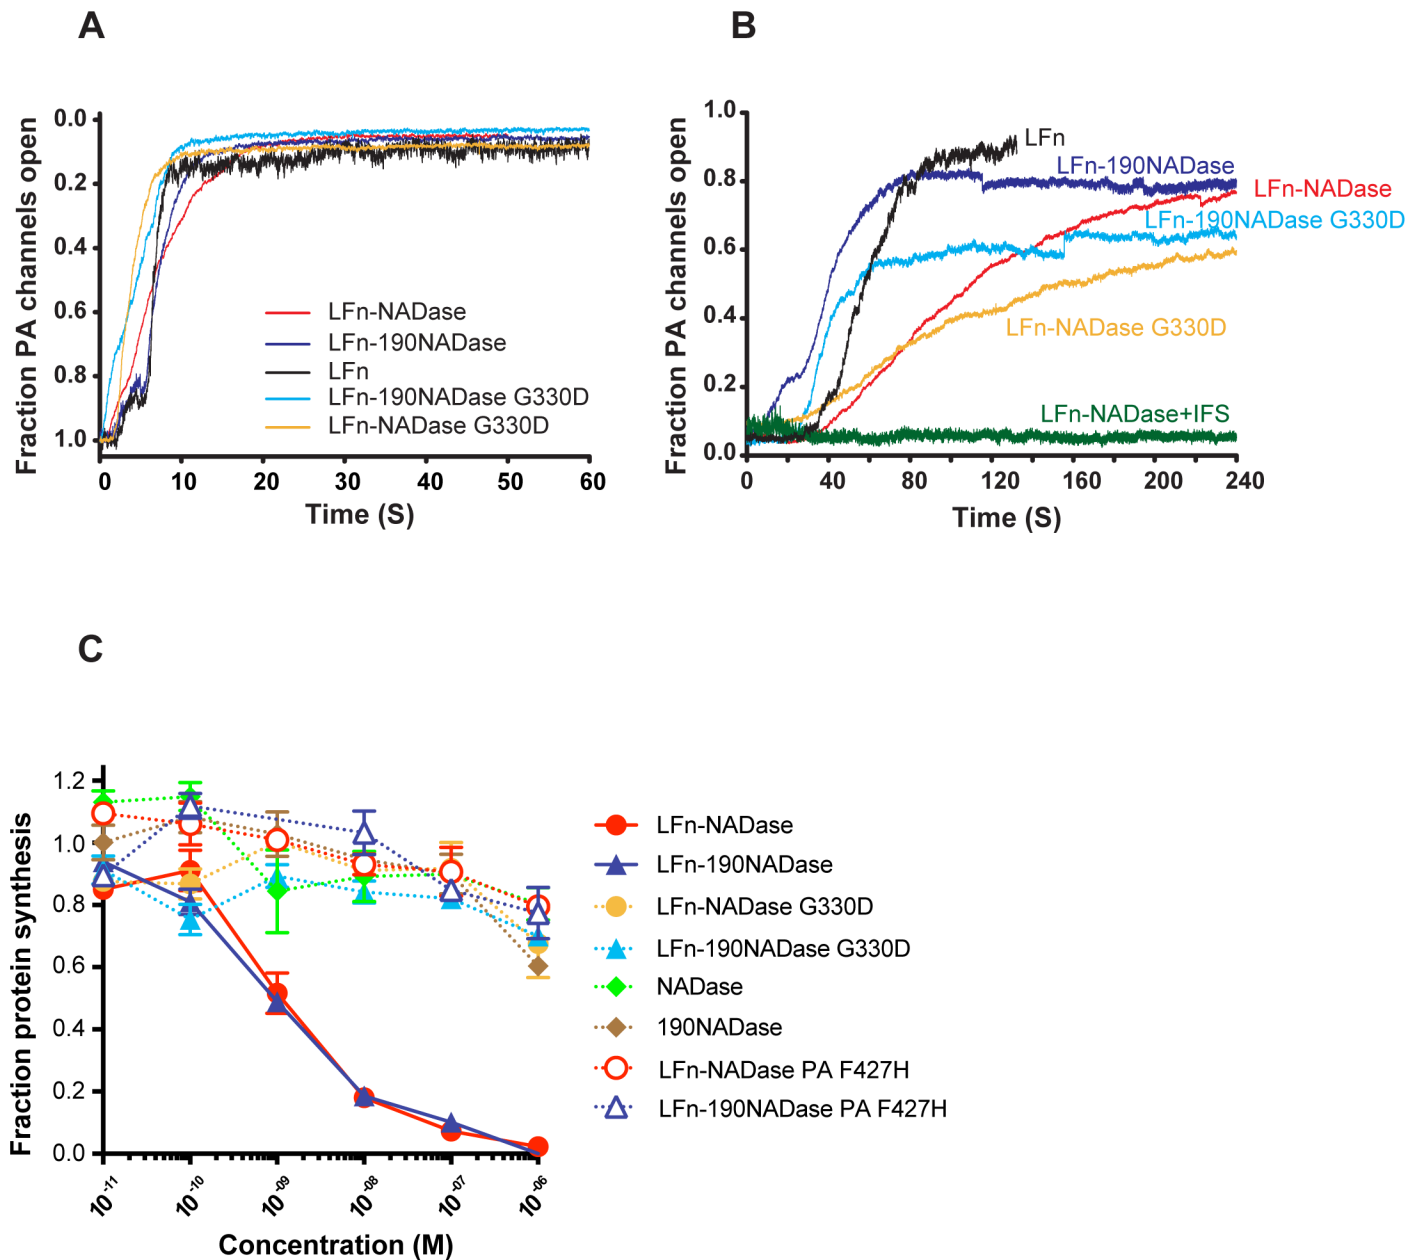 A
Fraction PA channels open
0.0
0.2
0.4
0.6
0.8
1.0
LFn-NADase
LFn-190NADase
LFn
LFn-190NADase G330D
LFn-NADase G330D
0 10 20 30 40 50 60
Time (S)
B
Fraction PA channels open
1.0
0.8
0.6
0.4
0.2
0.0
LFn
LFn-190NADase
LFn-NADase
LFn-190NADase G330D
LFn-NADase G330D
LFn-NADase+IFS
0 40 80 120 160 200 240
Time (S)
C
Fraction protein synthesis
1.2
1.0
0.8
0.6
0.4
0.2
0.0
10-11 10-10 10-09 10-08 10-07 10-06
Concentration (M)
LFn-NADase
LFn-190NADase
LFn-NADase G330D
LFn-190NADase G330D
NADase
190NADase
LFn-NADase PA F427H
LFn-190NADase PA F427H